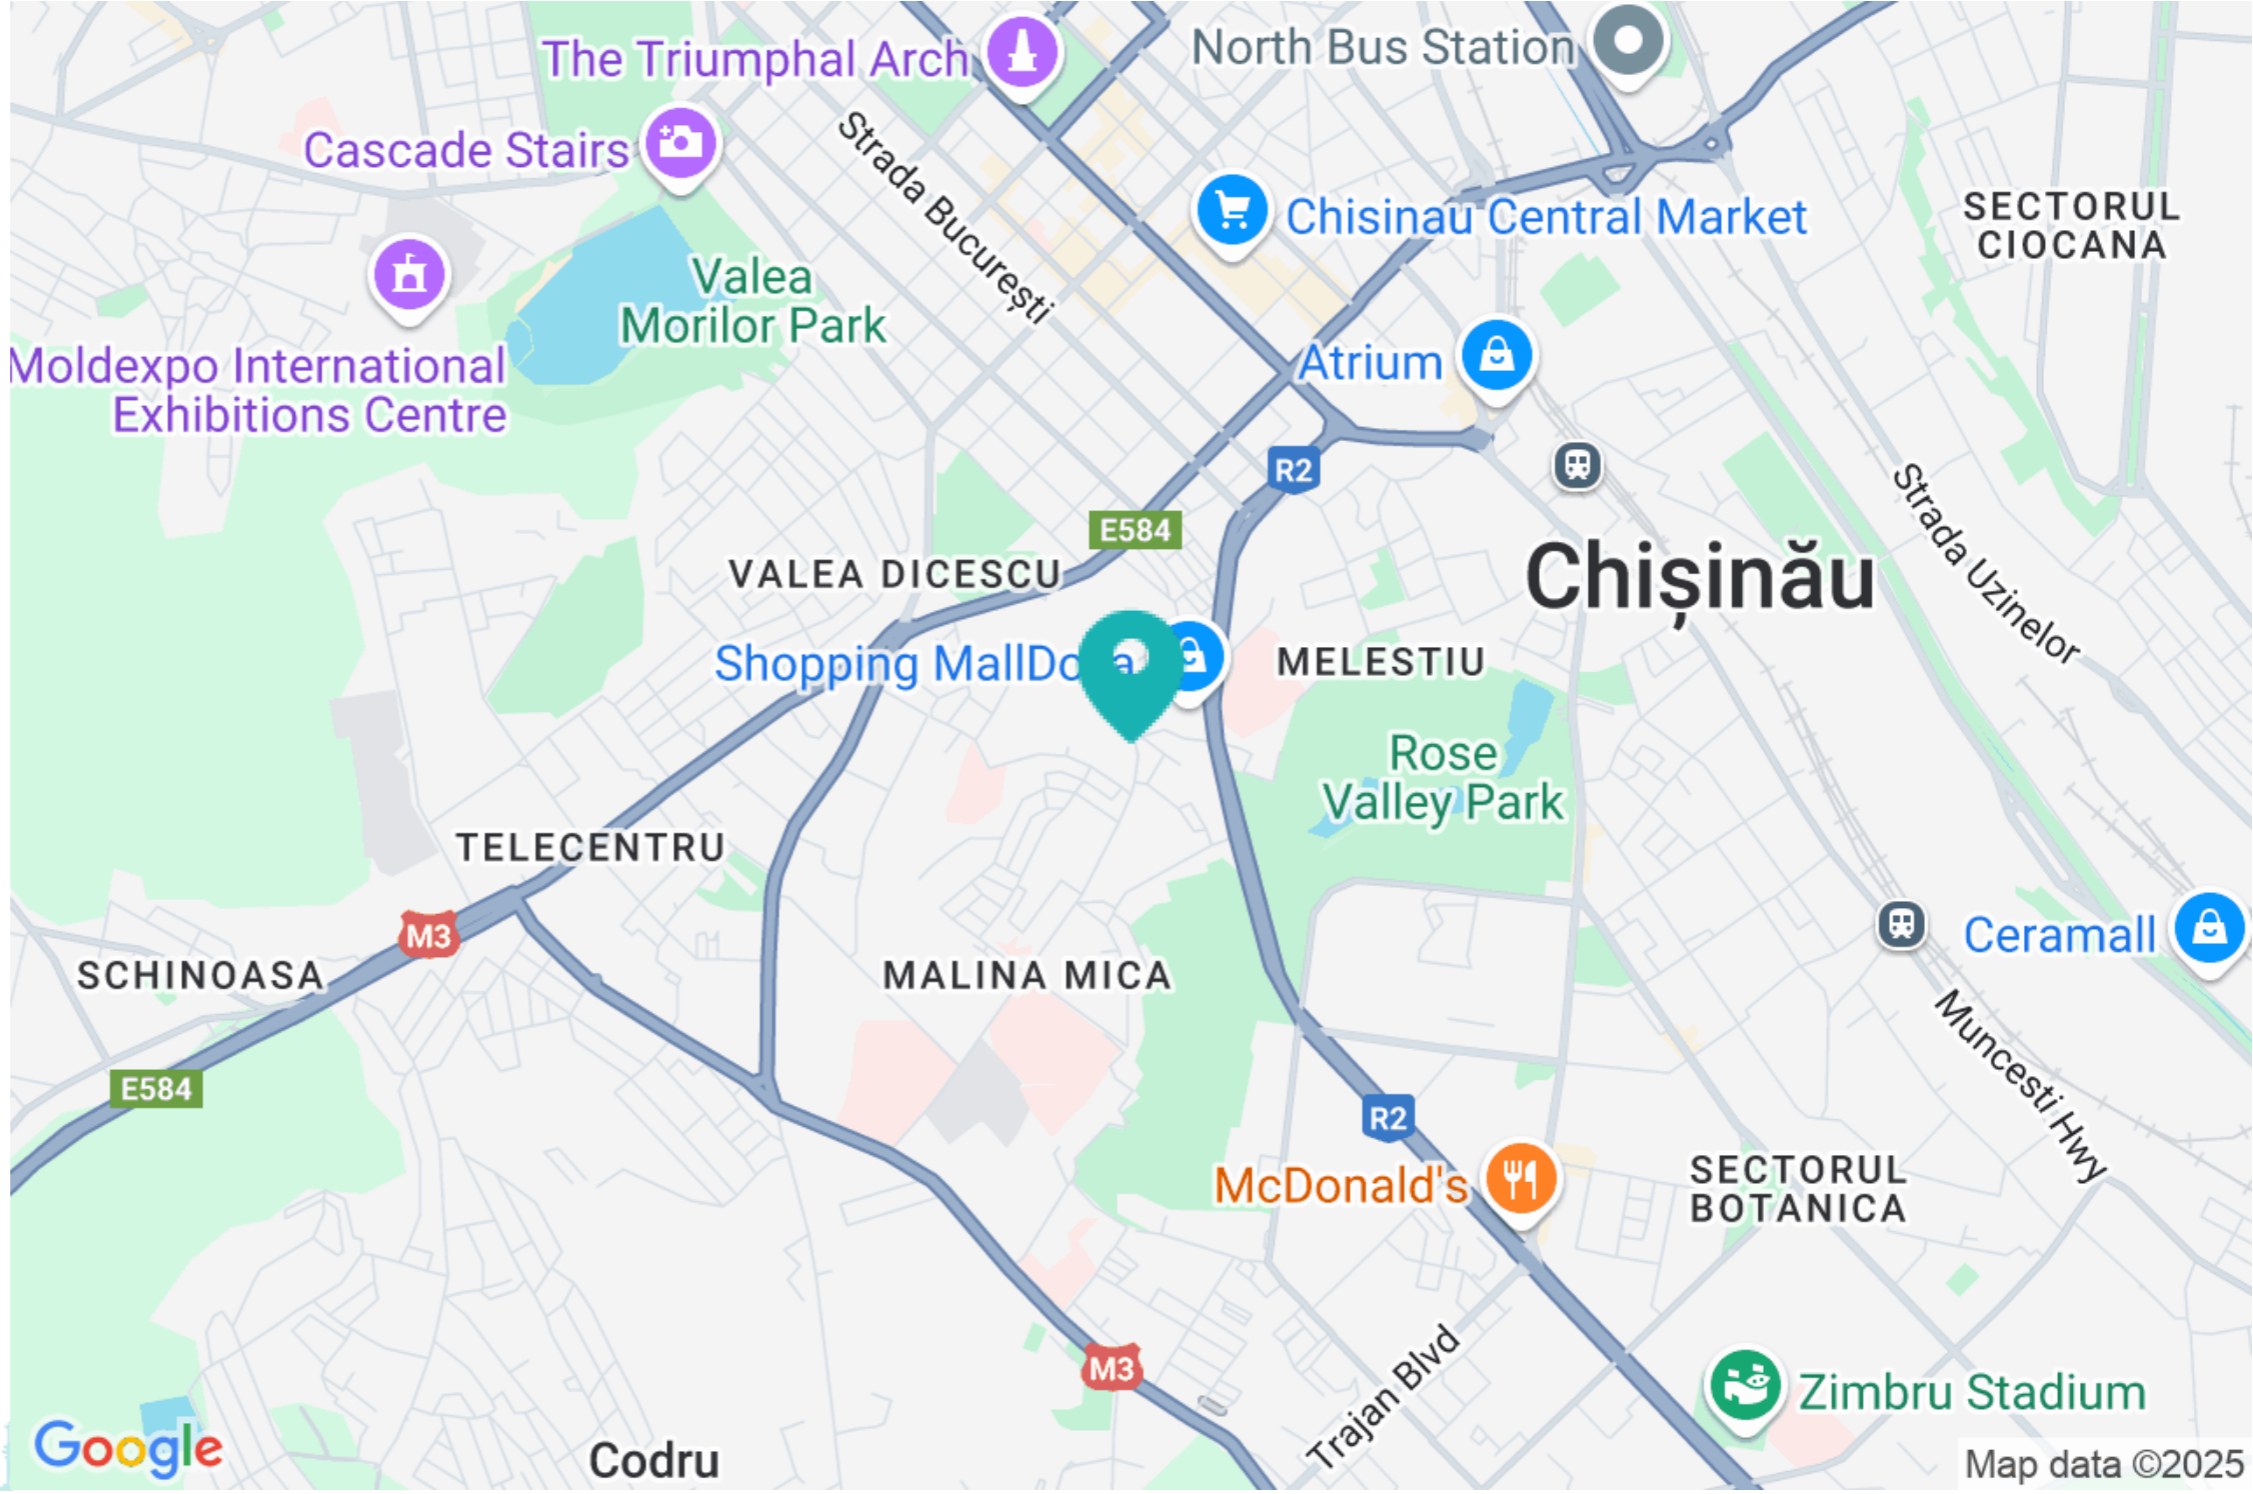 The Triumphal Arch
North Bus Station
Cascade Stairs
Strada București
Chisinau Central Market
SECTORUL
CIOCANA
Valea
Morilor Park
Moldexpo International
Exhibitions Centre
Atrium
R2
E584
Strada Uzinelor
VALEA DICESCU
Chișinău
Shopping MallDo
MELESTIU
Rose
Valley Park
TELECENTRU
M3
Ceramall
SCHINOASA
MALINA MICA
Muncesti Hwy
E584
R2
McDonald's
SECTORUL
BOTANICA
M3
Trajan Blvd
Zimbru Stadium
Google
Codru
Map data ©2025